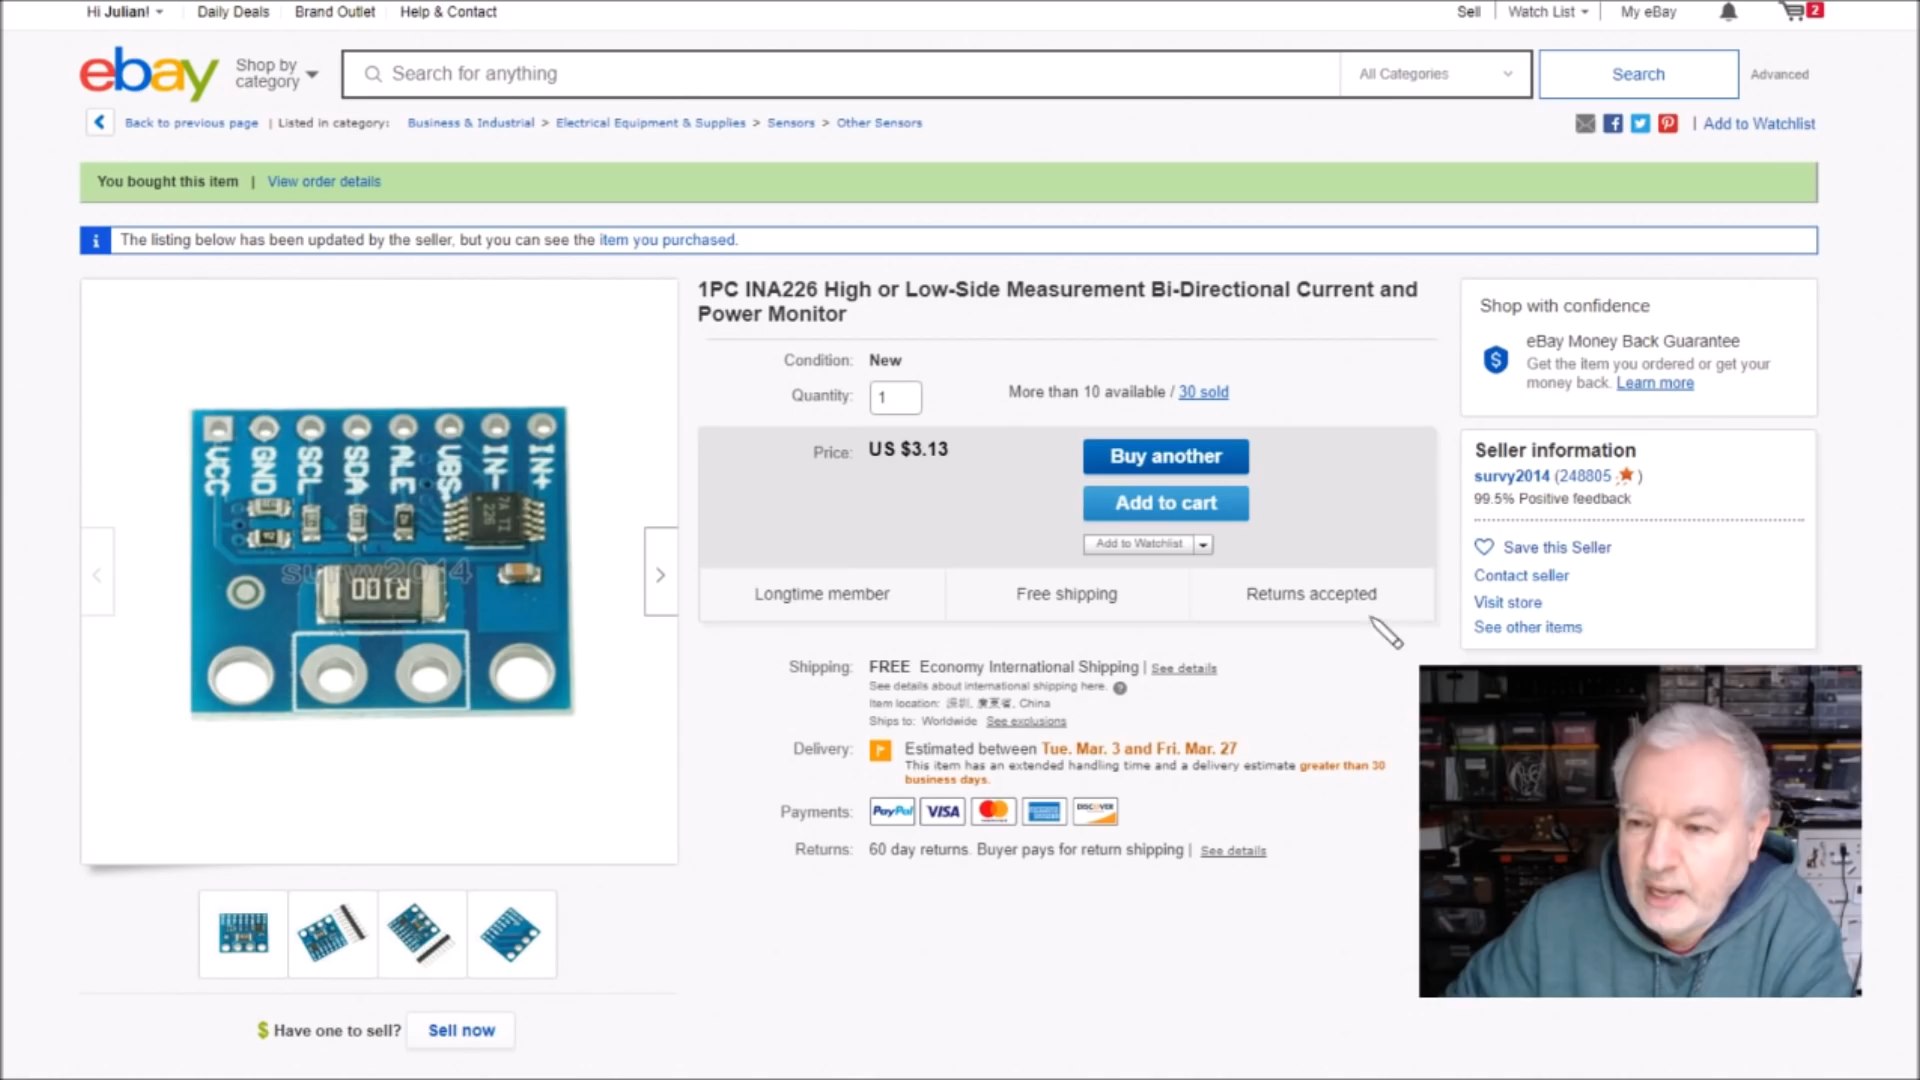 Hi Julian!
Daily Deals
Brand Outlet
Help & Contact
Sell
Watch List
My eBay
2
ebay
Shop by category
Search for anything
All Categories
Search
Advanced
Back to previous page | Listed in category: Business & Industrial > Electrical Equipment & Supplies > Sensors > Other Sensors
| Add to Watchlist
You bought this item | View order details
The listing below has been updated by the seller, but you can see the item you purchased.
VCC GND SCL SDA ALE VBS IN- IN+
226
survy2014
R100
1PC INA226 High or Low-Side Measurement Bi-Directional Current and
Power Monitor
Condition: New
Quantity: 1
More than 10 available / 30 sold
Price: US $3.13
Buy another
Add to cart
Add to Watchlist
Longtime member
Free shipping
Returns accepted
Shipping: FREE Economy International Shipping | See details
See details about international shipping here.
Item location: 深圳, 廣東省, China
Ships to: Worldwide See exclusions
Delivery: Estimated between Tue. Mar. 3 and Fri. Mar. 27
This item has an extended handling time and a delivery estimate greater than 30
business days.
Payments: PayPal VISA DISCOVER
Returns: 60 day returns. Buyer pays for return shipping | See details
Shop with confidence
eBay Money Back Guarantee
Get the item you ordered or get your
money back. Learn more
Seller information
survy2014 (248805 )
99.5% Positive feedback
Save this Seller
Contact seller
Visit store
See other items
$ Have one to sell? Sell now